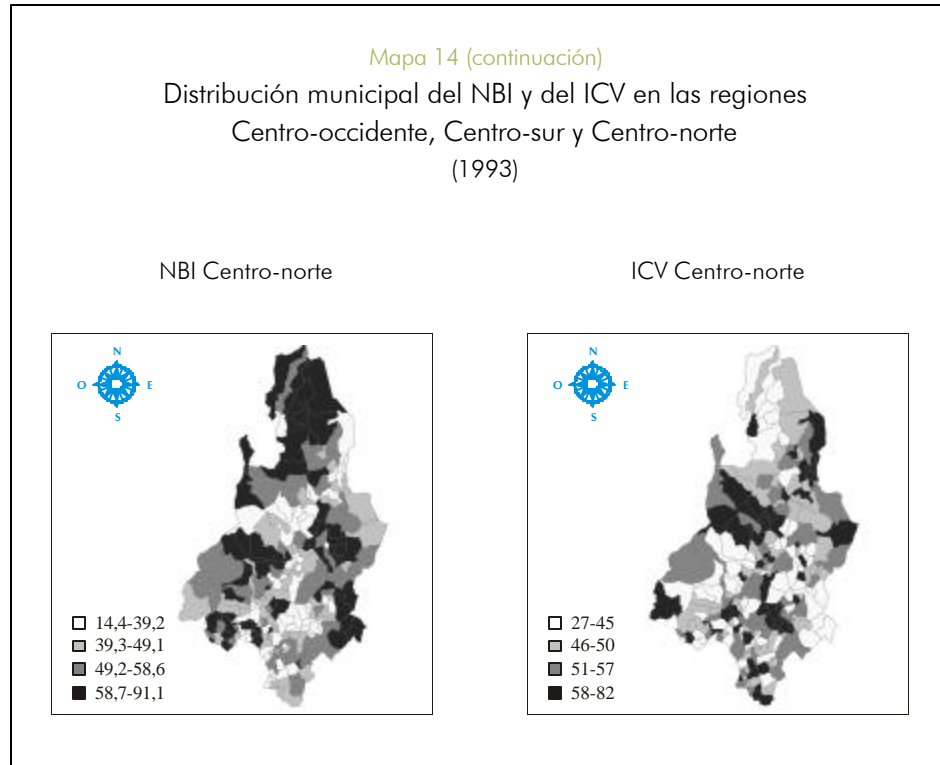 Mapa 14 (continuación)
Distribución municipal del NBI y del ICV en las regiones
Centro-occidente, Centro-sur y Centro-norte
(1993)
NBI Centro-norte
N
O E
S
14,4-39,2
39,3-49,1
49,2-58,6
58,7-91,1
ICV Centro-norte
N
O E
S
27-45
46-50
51-57
58-82